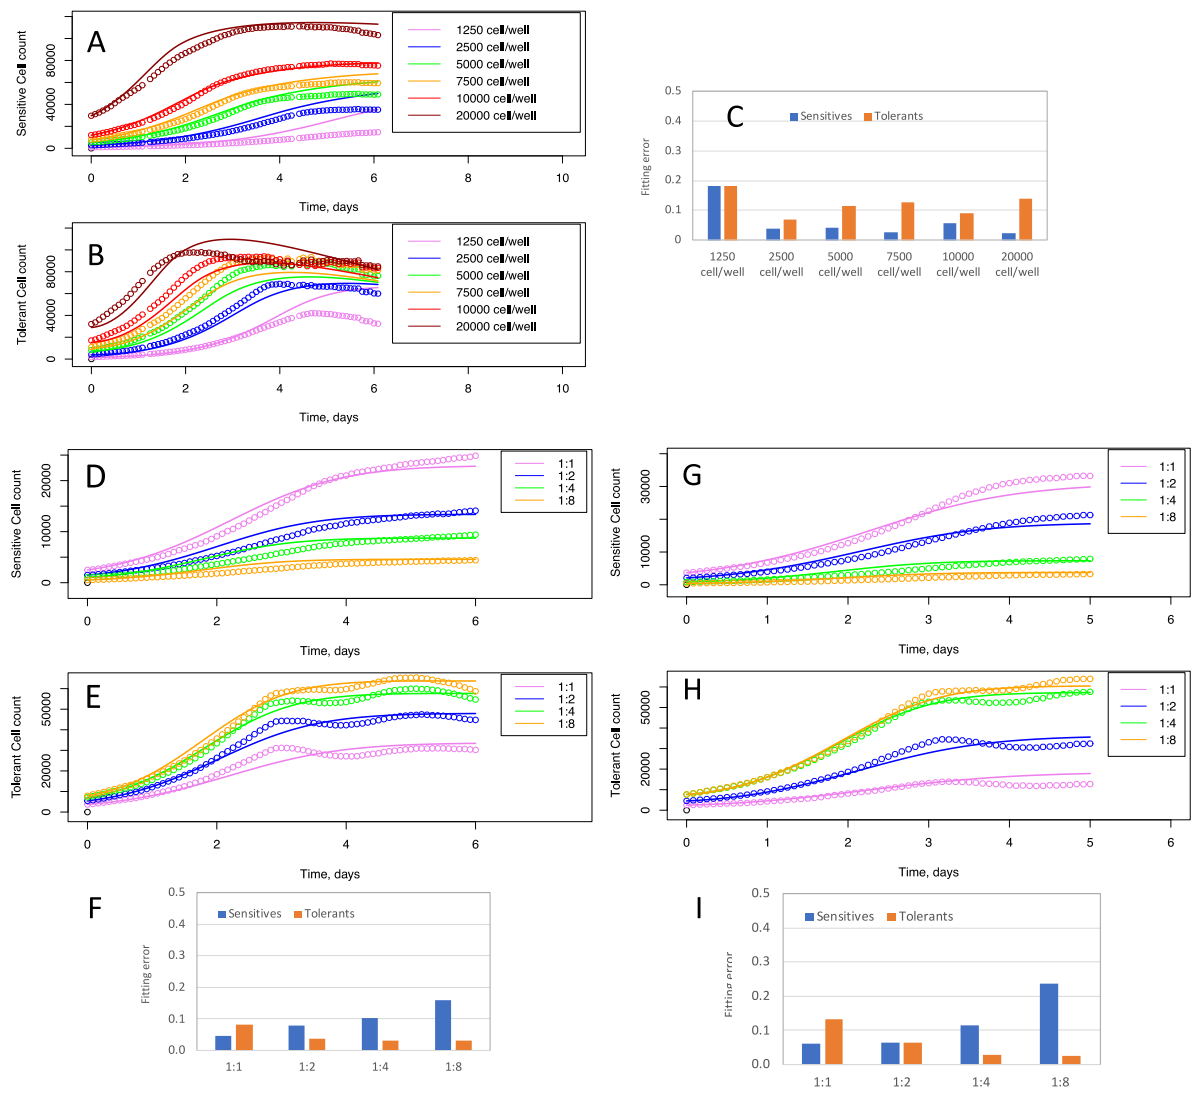 A
Sensitive Cell count
0
40000
80000
0
2
4
6
8
10
Time, days
1250 cell/well
2500 cell/well
5000 cell/well
7500 cell/well
10000 cell/well
20000 cell/well
B
Tolerant Cell count
0
40000
80000
0
2
4
6
8
10
Time, days
1250 cell/well
2500 cell/well
5000 cell/well
7500 cell/well
10000 cell/well
20000 cell/well
C
Sensitives
Tolerants
Fitting error
0.5
0.4
0.3
0.2
0.1
0
1250 2500 5000 7500 10000 20000
cell/well cell/well cell/well cell/well cell/well cell/well
D
Sensitive Cell count
0
10000
20000
0
2
4
6
Time, days
1:1
1:2
1:4
1:8
E
Tolerant Cell count
0
20000
50000
0
2
4
6
Time, days
1:1
1:2
1:4
1:8
F
Sensitives
Tolerants
Fitting error
0.5
0.4
0.3
0.2
0.1
0.0
1:1
1:2
1:4
1:8
G
Sensitive Cell count
0
10000
30000
0
1
2
3
4
5
6
Time, days
1:1
1:2
1:4
1:8
H
Tolerant Cell count
0
20000
50000
0
1
2
3
4
5
6
Time, days
1:1
1:2
1:4
1:8
I
Sensitives
Tolerants
Fitting error
0.5
0.4
0.3
0.2
0.1
0.0
1:1
1:2
1:4
1:8